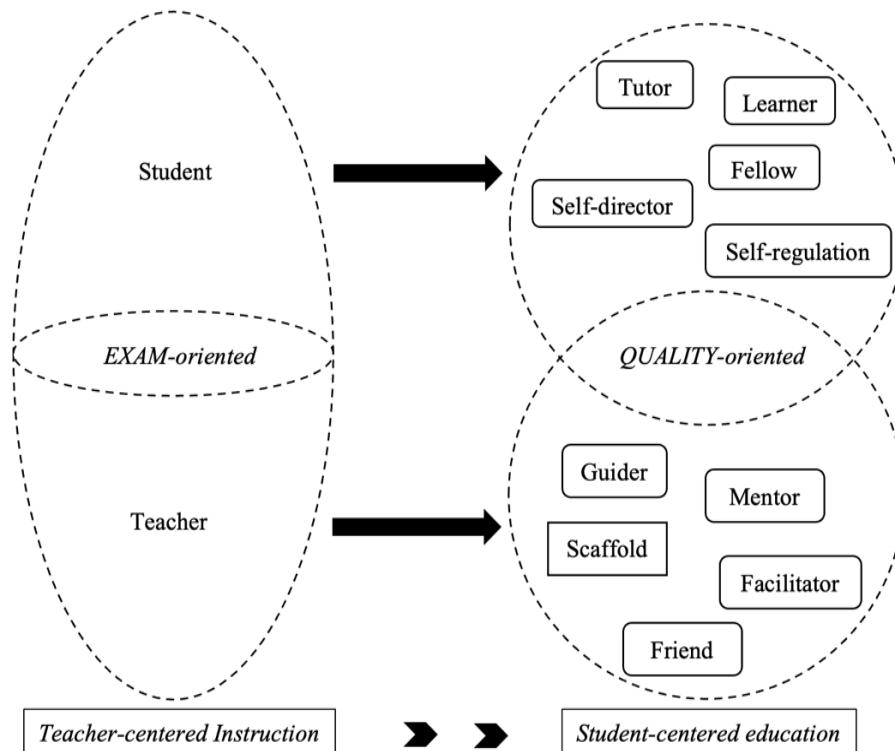 Tutor
Learner
Student
Fellow
Self-director
Self-regulation
EXAM-oriented
QUALITY-oriented
Guider
Mentor
Teacher
Scaffold
Facilitator
Friend
Teacher-centered Instruction
Student-centered education